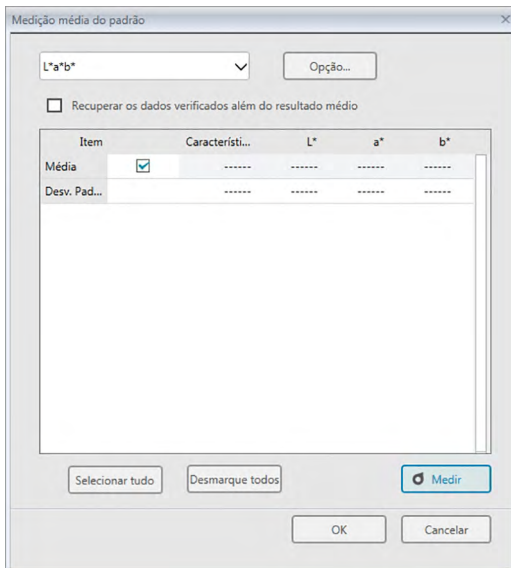 Medição média do padrão
L*a*b* Opção...
Recuperar os dados verificados além do resultado médio
Item Característi... L* a* b*
Média ------ ------ ------ ------
Desv. Pad... ------ ------ ------ ------
Selecionar tudo Desmarque todos Medir
OK Cancelar